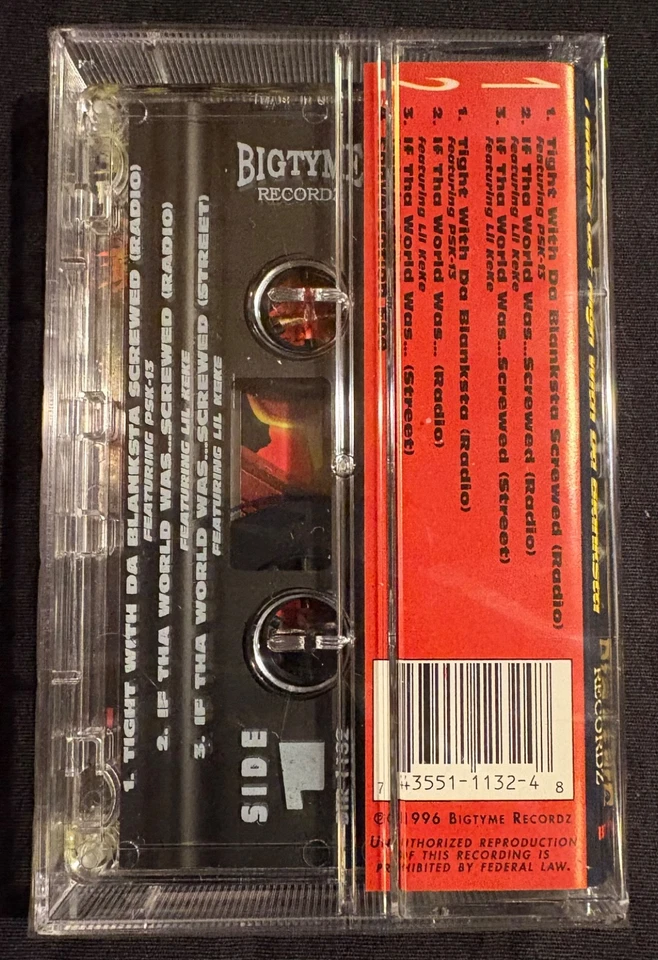 BIGTYME
RECORDZ
1. TIGHT WITH DA BLANKSTA SCREWED (RADIO)
FEATURING PSK-13
2. IF THA WORLD WAS...SCREWED (RADIO)
FEATURING LIL KEKE
3. IF THA WORLD WAS...SCREWED (STREET)
FEATURING LIL KEKE
SIDE
1
1
1. Tight With Da Blanksta Screwed (Radio)
Featuring PSK-13
2. If Tha World Was...Screwed (Radio)
Featuring Lil Keke
3. If Tha World Was...Screwed (Street)
Featuring Lil Keke
2
1. Tight With Da Blanksta (Radio)
Featuring PSK-13
2. If Tha World Was... (Radio)
Featuring Lil Keke
3. If Tha World Was... (Street)
7 43551-1132-4 8
©1996 BIGTYME RECORDZ
UNAUTHORIZED REPRODUCTION
OF THIS RECORDING IS
PROHIBITED BY FEDERAL LAW.
RECORDZ